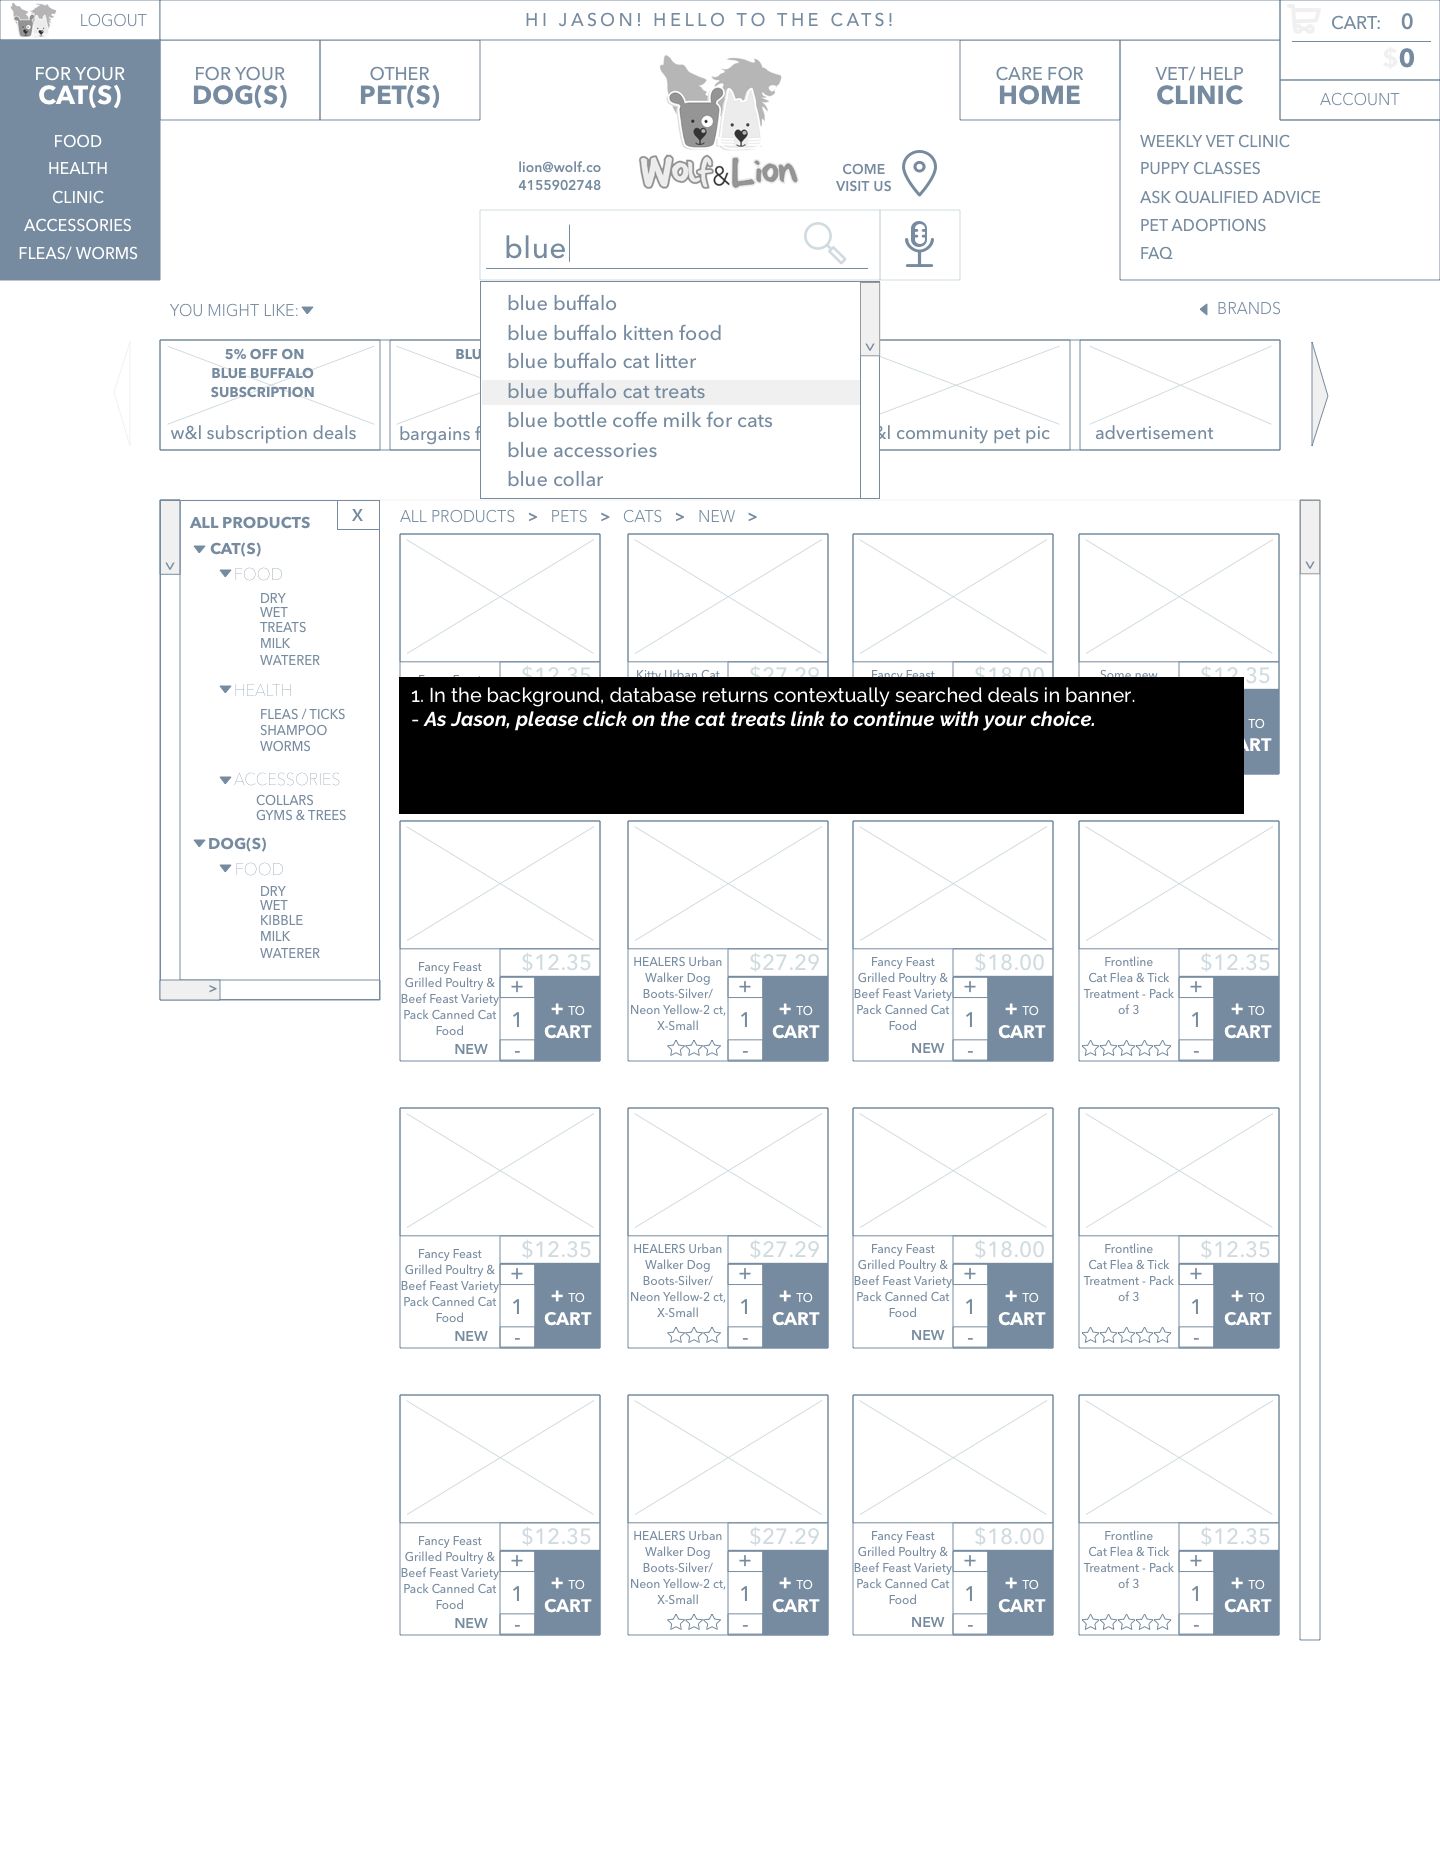 LOGOUT
HI JASON! HELLO TO THE CATS!
CART: 0
$0
ACCOUNT
FOR YOUR
CAT(S)
FOOD
HEALTH
CLINIC
ACCESSORIES
FLEAS/ WORMS
FOR YOUR
DOG(S)
OTHER
PET(S)
lion@wolf.co
4155902748
Wolf&Lion
COME
VISIT US
CARE FOR
HOME
VET/ HELP
CLINIC
WEEKLY VET CLINIC
PUPPY CLASSES
ASK QUALIFIED ADVICE
PET ADOPTIONS
FAQ
blue
blue buffalo
blue buffalo kitten food
blue buffalo cat litter
blue buffalo cat treats
blue bottle coffe milk for cats
blue accessories
blue collar
v
YOU MIGHT LIKE:
BRANDS
5% OFF ON
BLUE BUFFALO
SUBSCRIPTION
w&l subscription deals
BLU
bargains f
&l community pet pic
advertisement
X
ALL PRODUCTS
v
CAT(S)
FOOD
DRY
WET
TREATS
MILK
WATERER
HEALTH
FLEAS / TICKS
SHAMPOO
WORMS
ACCESSORIES
COLLARS
GYMS & TREES
DOG(S)
FOOD
DRY
WET
KIBBLE
MILK
WATERER
>
ALL PRODUCTS > PETS > CATS > NEW >
v
$12.35
Kitty Urban Cat
$27.29
Fancy Feast
$18.00
Some new
$12.35
TO
ART
1. In the background, database returns contextually searched deals in banner.
- As Jason, please click on the cat treats link to continue with your choice.
Fancy Feast
Grilled Poultry &
Beef Feast Variety
Pack Canned Cat
Food
NEW
$12.35
+
1
-
+ TO
CART
HEALERS Urban
Walker Dog
Boots-Silver/
Neon Yellow-2 ct,
X-Small
$27.29
+
1
-
+ TO
CART
Fancy Feast
Grilled Poultry &
Beef Feast Variety
Pack Canned Cat
Food
NEW
$18.00
+
1
-
+ TO
CART
Frontline
Cat Flea & Tick
Treatment - Pack
of 3
$12.35
+
1
-
+ TO
CART
Fancy Feast
Grilled Poultry &
Beef Feast Variety
Pack Canned Cat
Food
NEW
$12.35
+
1
-
+ TO
CART
HEALERS Urban
Walker Dog
Boots-Silver/
Neon Yellow-2 ct,
X-Small
$27.29
+
1
-
+ TO
CART
Fancy Feast
Grilled Poultry &
Beef Feast Variety
Pack Canned Cat
Food
NEW
$18.00
+
1
-
+ TO
CART
Frontline
Cat Flea & Tick
Treatment - Pack
of 3
$12.35
+
1
-
+ TO
CART
Fancy Feast
Grilled Poultry &
Beef Feast Variety
Pack Canned Cat
Food
NEW
$12.35
+
1
-
+ TO
CART
HEALERS Urban
Walker Dog
Boots-Silver/
Neon Yellow-2 ct,
X-Small
$27.29
+
1
-
+ TO
CART
Fancy Feast
Grilled Poultry &
Beef Feast Variety
Pack Canned Cat
Food
NEW
$18.00
+
1
-
+ TO
CART
Frontline
Cat Flea & Tick
Treatment - Pack
of 3
$12.35
+
1
-
+ TO
CART